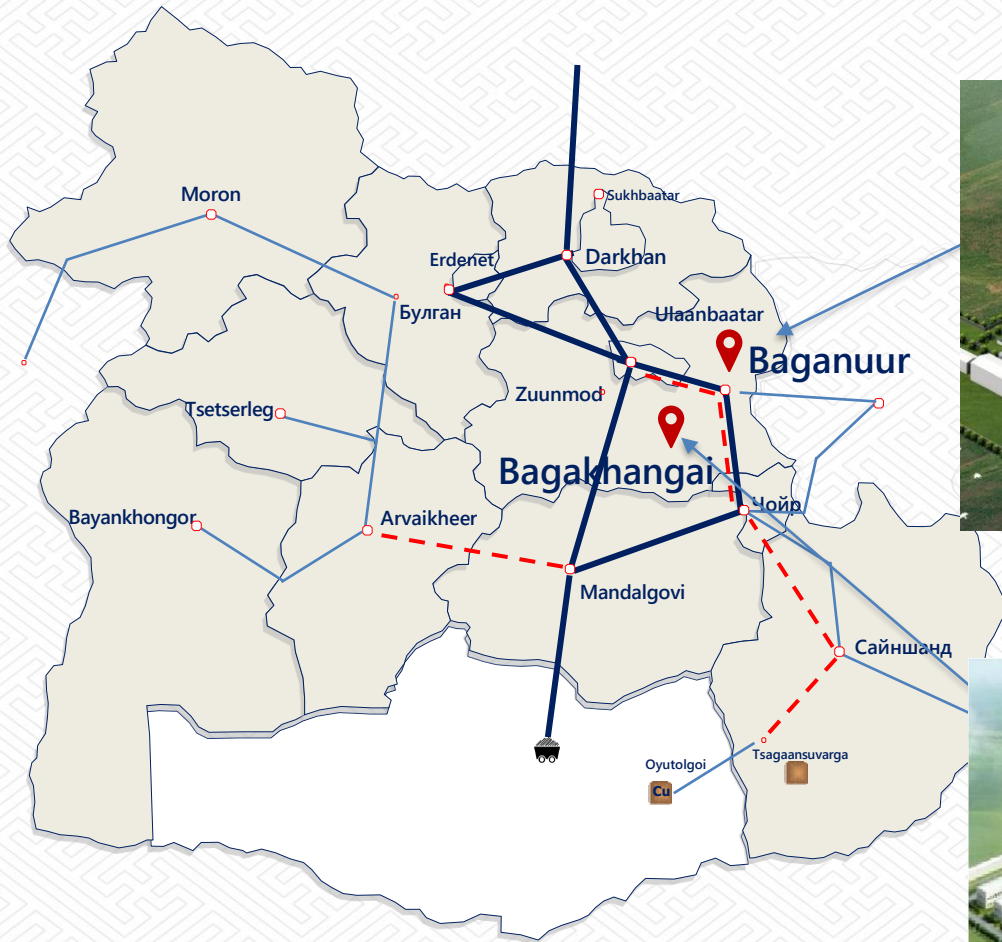 Moron
Sukhbaatar
Erdenet
Darkhan
Булган
Ulaanbaatar
Baganuur
Zuunmod
Tsetserleg
Bagakhangai
Чойр
Bayankhongor
Arvaikheer
Mandalgovi
Сайншанд
Oyutolgoi
Tsagaansuvarga
Cu